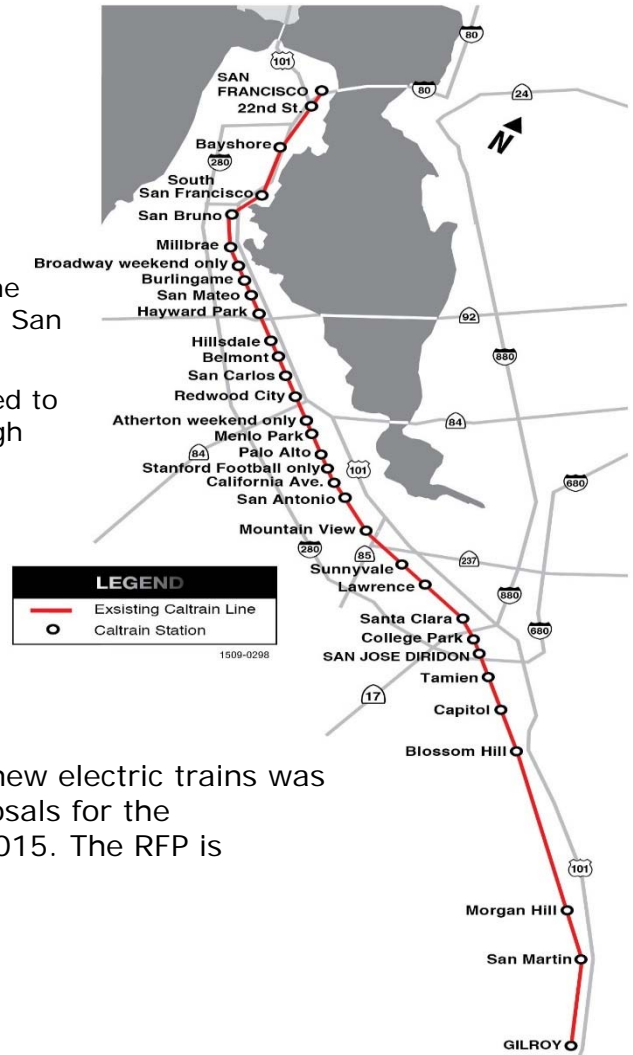 80
101
SAN
FRANCISCO
22nd St.
80
24
N
Bayshore
280
South
San Francisco
San Bruno
Millbrae
Broadway weekend only
Burlingame
San Mateo
Hayward Park
92
880
San
Hillsdale
Belmont
San Carlos
ed to
Redwood City
Atherton weekend only
84
Menlo Park
84
Palo Alto
Stanford Football only
101
California Ave.
680
San Antonio
Mountain View
280
85
237
Sunnyvale
LEGEND
Lawrence
880
Exsisting Caltrain Line
Santa Clara
680
Caltrain Station
College Park
1509-0298
SAN JOSE DIRIDON
Tamien
17
Capitol
Blossom Hill
new electric trains was
osals for the
015. The RFP is
101
Morgan Hill
San Martin
GILROY